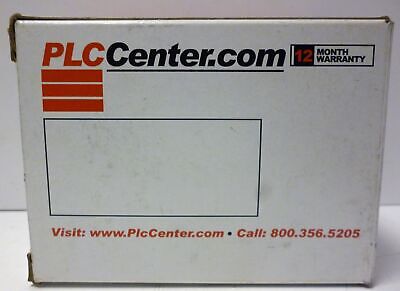 PLCCenter.com
12 MONTH
WARRANTY
Visit: www.PlcCenter.com • Call: 800.356.5205